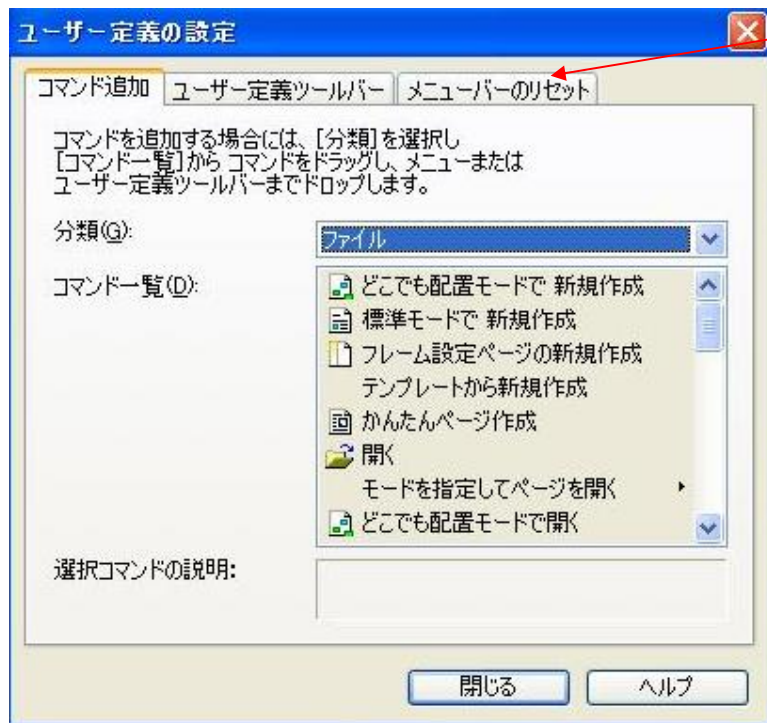 ユーザー定義の設定
コマンド追加 ユーザー定義ツールバー メニューバーのリセット
コマンドを追加する場合には、[分類]を選択し
[コマンド一覧]から コマンドをドラッグし、メニューまたは
ユーザー定義ツールバーまでドロップします。
分類(G): ファイル
コマンド一覧(D):
どこでも配置モードで 新規作成
標準モードで 新規作成
フレーム設定ページの新規作成
テンプレートから新規作成
かんたんページ作成
開く
モードを指定してページを開く
どこでも配置モードで開く
選択コマンドの説明:
閉じる ヘルプ